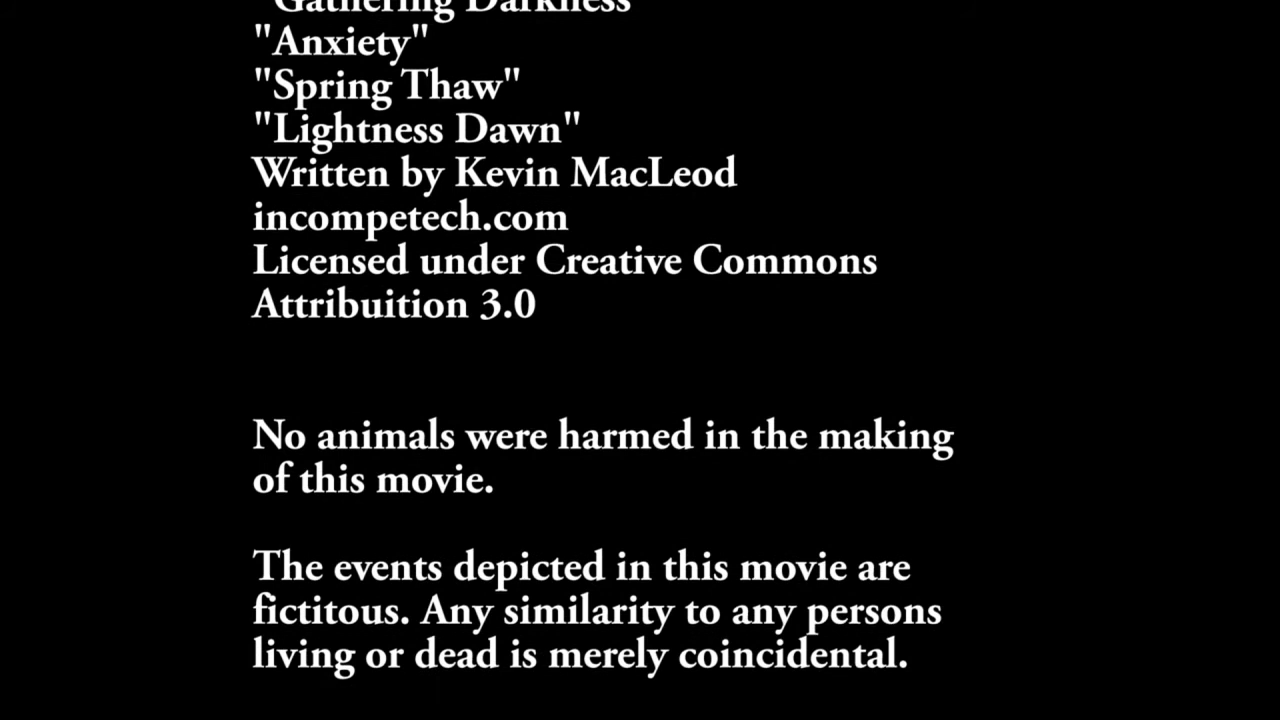 "Gathering Darkness"
"Anxiety"
"Spring Thaw"
"Lightness Dawn"
Written by Kevin MacLeod
incompetech.com
Licensed under Creative Commons
Attribuition 3.0
No animals were harmed in the making
of this movie.
The events depicted in this movie are
fictitous. Any similarity to any persons
living or dead is merely coincidental.